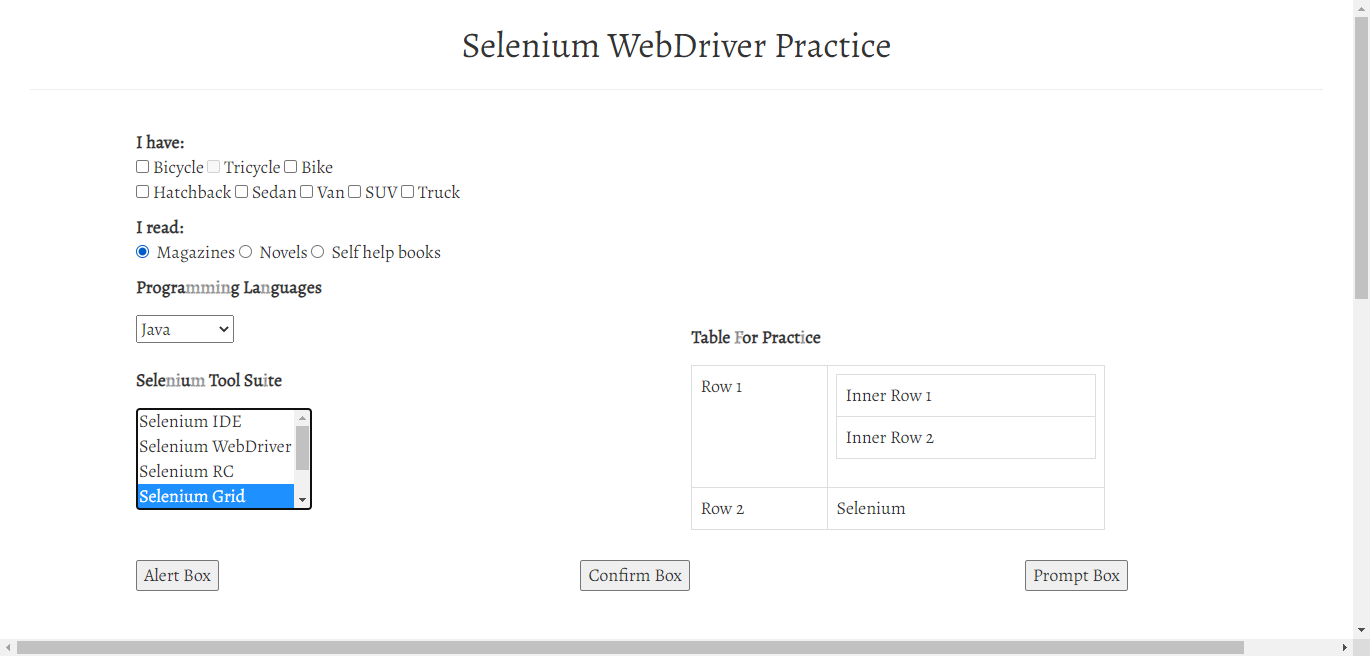 Selenium WebDriver Practice
I have:
Bicycle Tricycle Bike
Hatchback Sedan Van SUV Truck
I read:
Magazines Novels Self help books
Programming Languages
Java
Selenium Tool Suite
Selenium IDE
Selenium WebDriver
Selenium RC
Selenium Grid
Table For Practice
Row 1
Inner Row 1
Inner Row 2
Row 2 Selenium
Alert Box Confirm Box Prompt Box